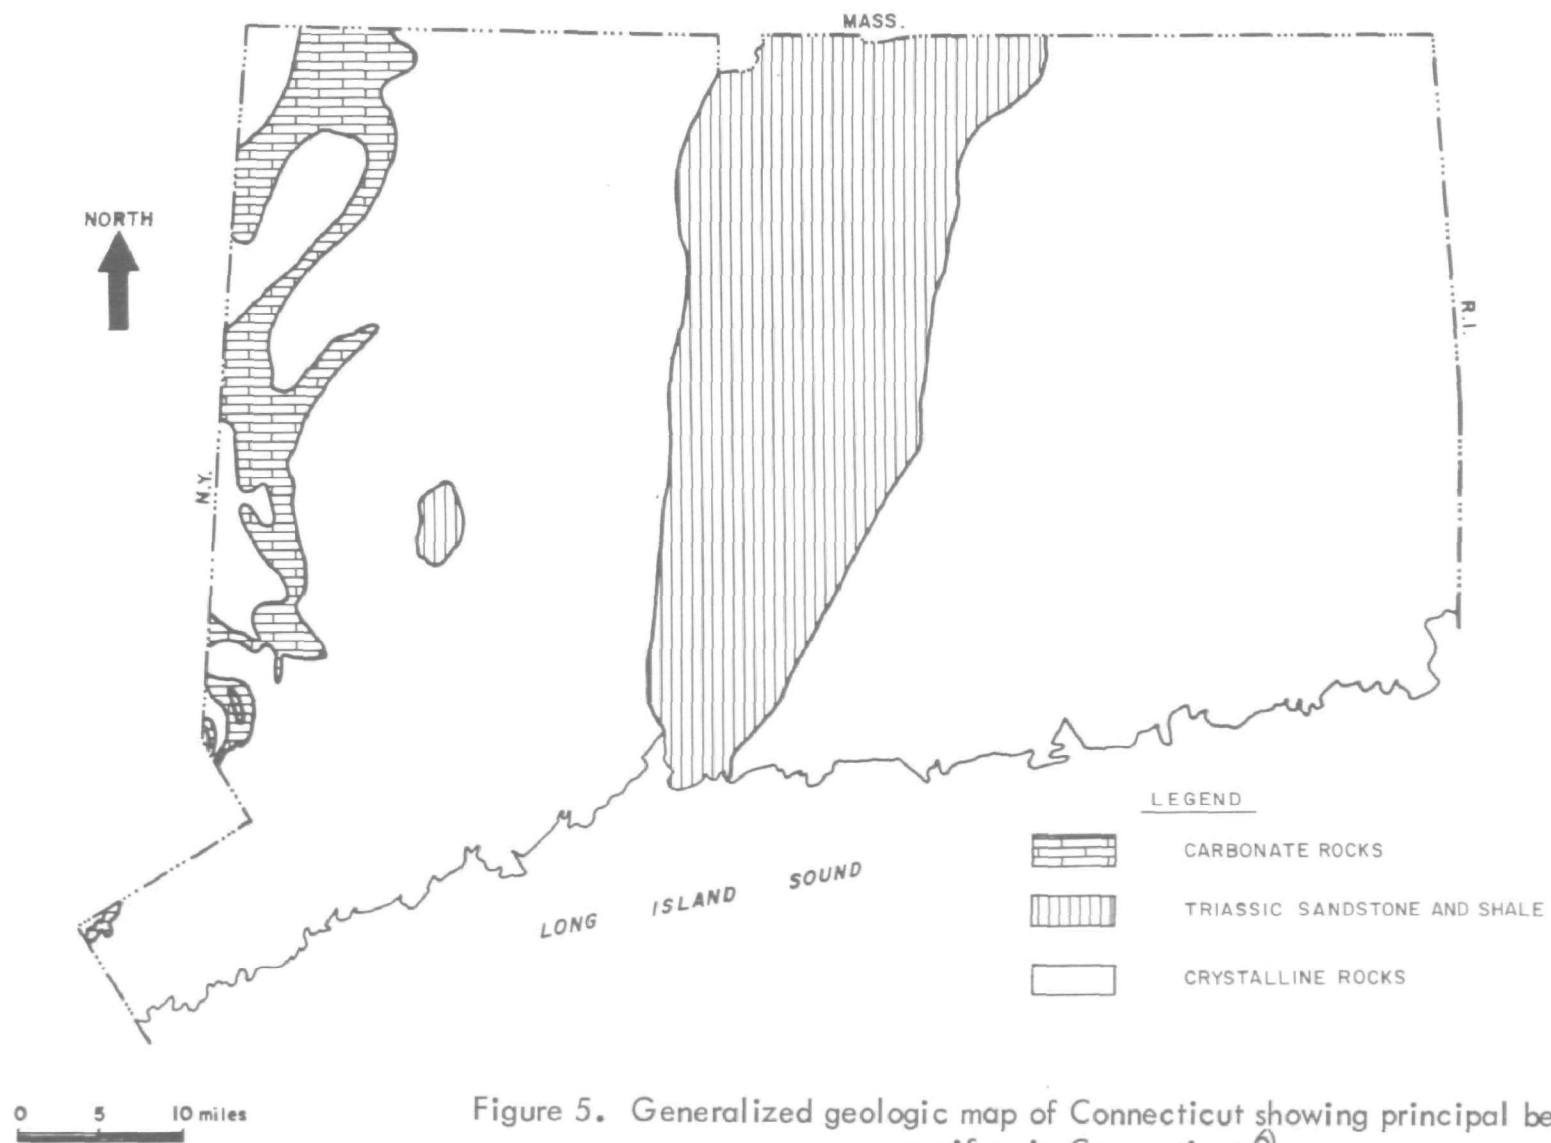 MASS.
NORTH
R.I.
N.Y.
LEGEND
CARBONATE ROCKS
LONG ISLAND SOUND
TRIASSIC SANDSTONE AND SHALE
CRYSTALLINE ROCKS
0 5 10 miles
Figure 5. Generalized geologic map of Connecticut showing principal